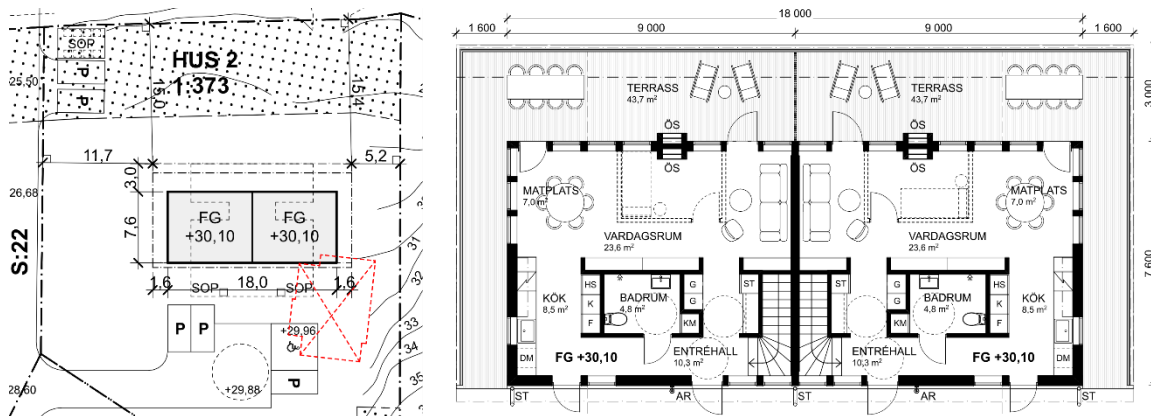 SOP
P
P
HUS 2
1:373
25,50
15,0
15,4
11,7
5,2
3,0
26,68
7,6
FG
+30,10
FG
+30,10
S:22
31
32
33
34
35
1,6
18,0
1,6
SOP
SOP
P
P
+29,96
P
+29,88
28,60
18 000
1 600
9 000
9 000
1 600
TERRASS
43,7 m²
TERRASS
43,7 m²
3 000
ÖS
ÖS
ÖS
ÖS
MATPLATS
7,0 m²
MATPLATS
7,0 m²
VARDAGSRUM
23,6 m²
VARDAGSRUM
23,6 m²
7 600
HS
K
F
KÖK
8,5 m²
BADRUM
4,8 m²
G
G
KM
ST
ST
G
G
KM
BADRUM
4,8 m²
HS
K
F
KÖK
8,5 m²
DM
FG +30,10
ENTRÉHALL
10,3 m²
ENTRÉHALL
10,3 m²
FG +30,10
DM
ST
AR
ST
AR
ST